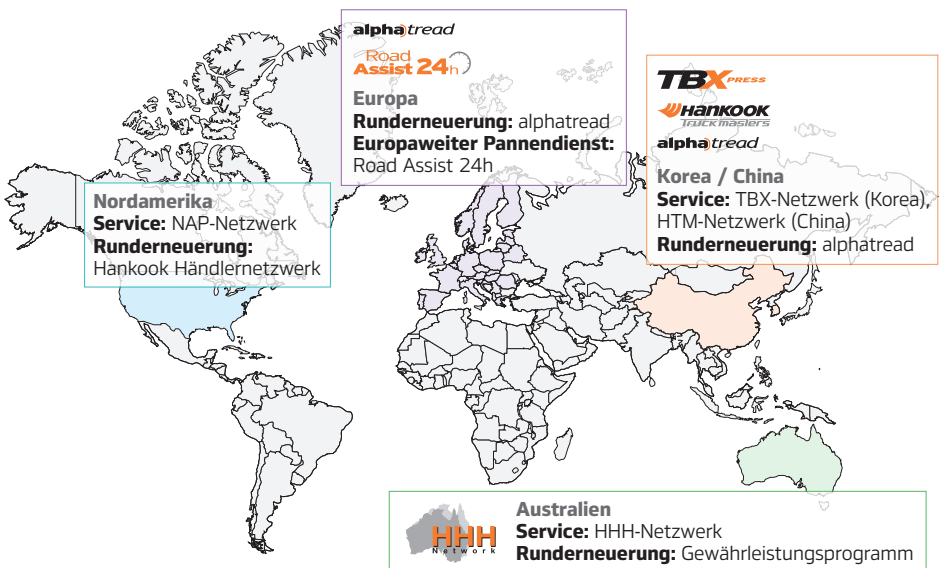 alphatread
Road
Assist 24h
Europa
Runderneuerung: alphatread
Europaweiter Pannendienst:
Road Assist 24h
TBX PRESS
HANKOOK
Truck masters
alphatread
Korea / China
Service: TBX-Netzwerk (Korea),
HTM-Netzwerk (China)
Runderneuerung: alphatread
Nordamerika
Service: NAP-Netzwerk
Runderneuerung:
Hankook Händlernetzwerk
HHH
Network
Australien
Service: HHH-Netzwerk
Runderneuerung: Gewährleistungsprogramm